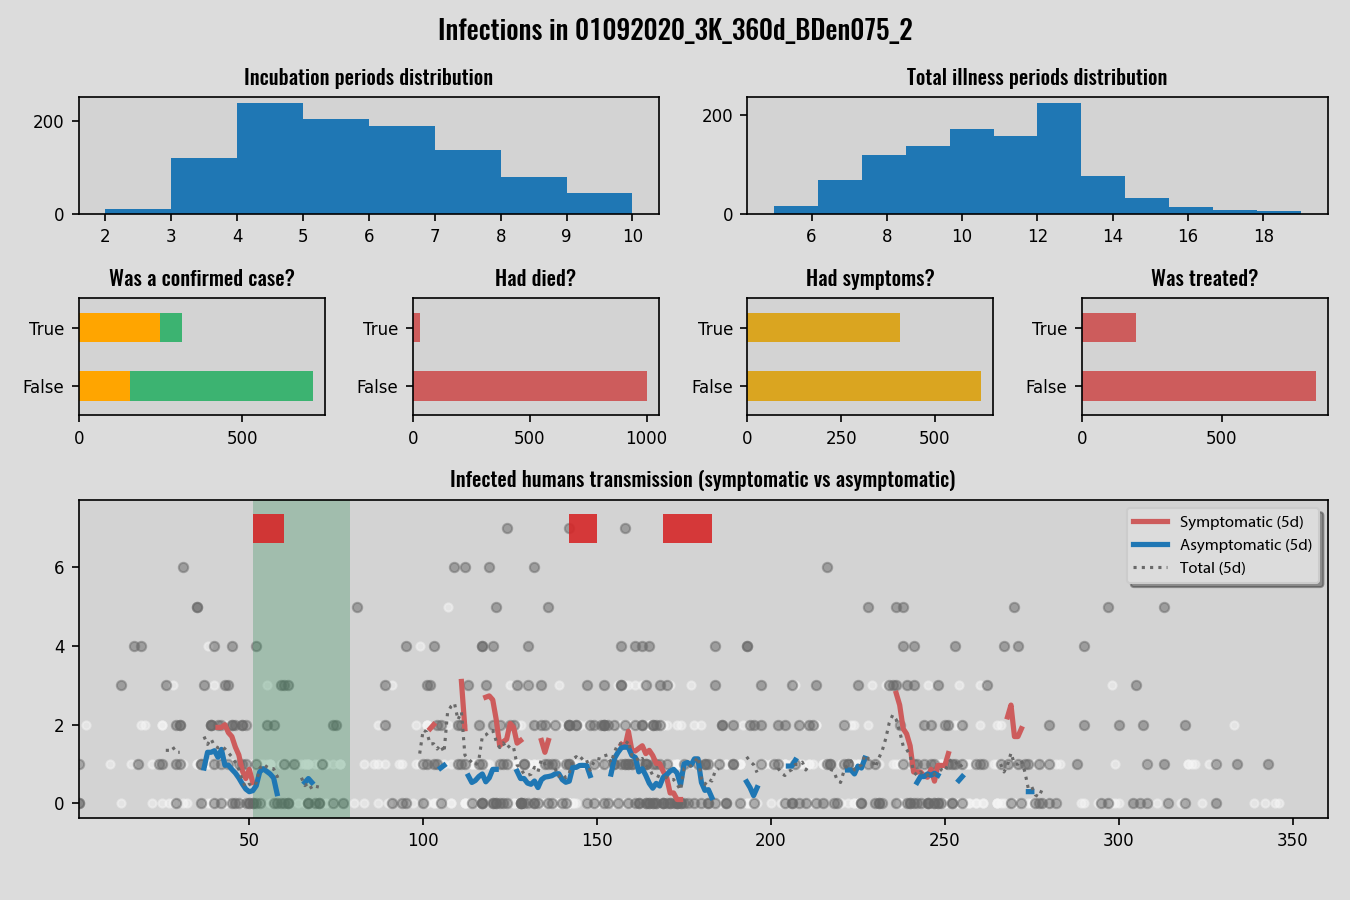 Infections in 01092020_3K_360d_BDen075_2
Incubation periods distribution
200
0
2 3 4 5 6 7 8 9 10
Total illness periods distribution
200
0
6 8 10 12 14 16 18
Was a confirmed case?
True
False
0 500
Had died?
True
False
0 500 1000
Had symptoms?
True
False
0 250 500
Was treated?
True
False
0 500
Infected humans transmission (symptomatic vs asymptomatic)
Symptomatic (5d)
Asymptomatic (5d)
Total (5d)
6
4
2
0
50 100 150 200 250 300 350